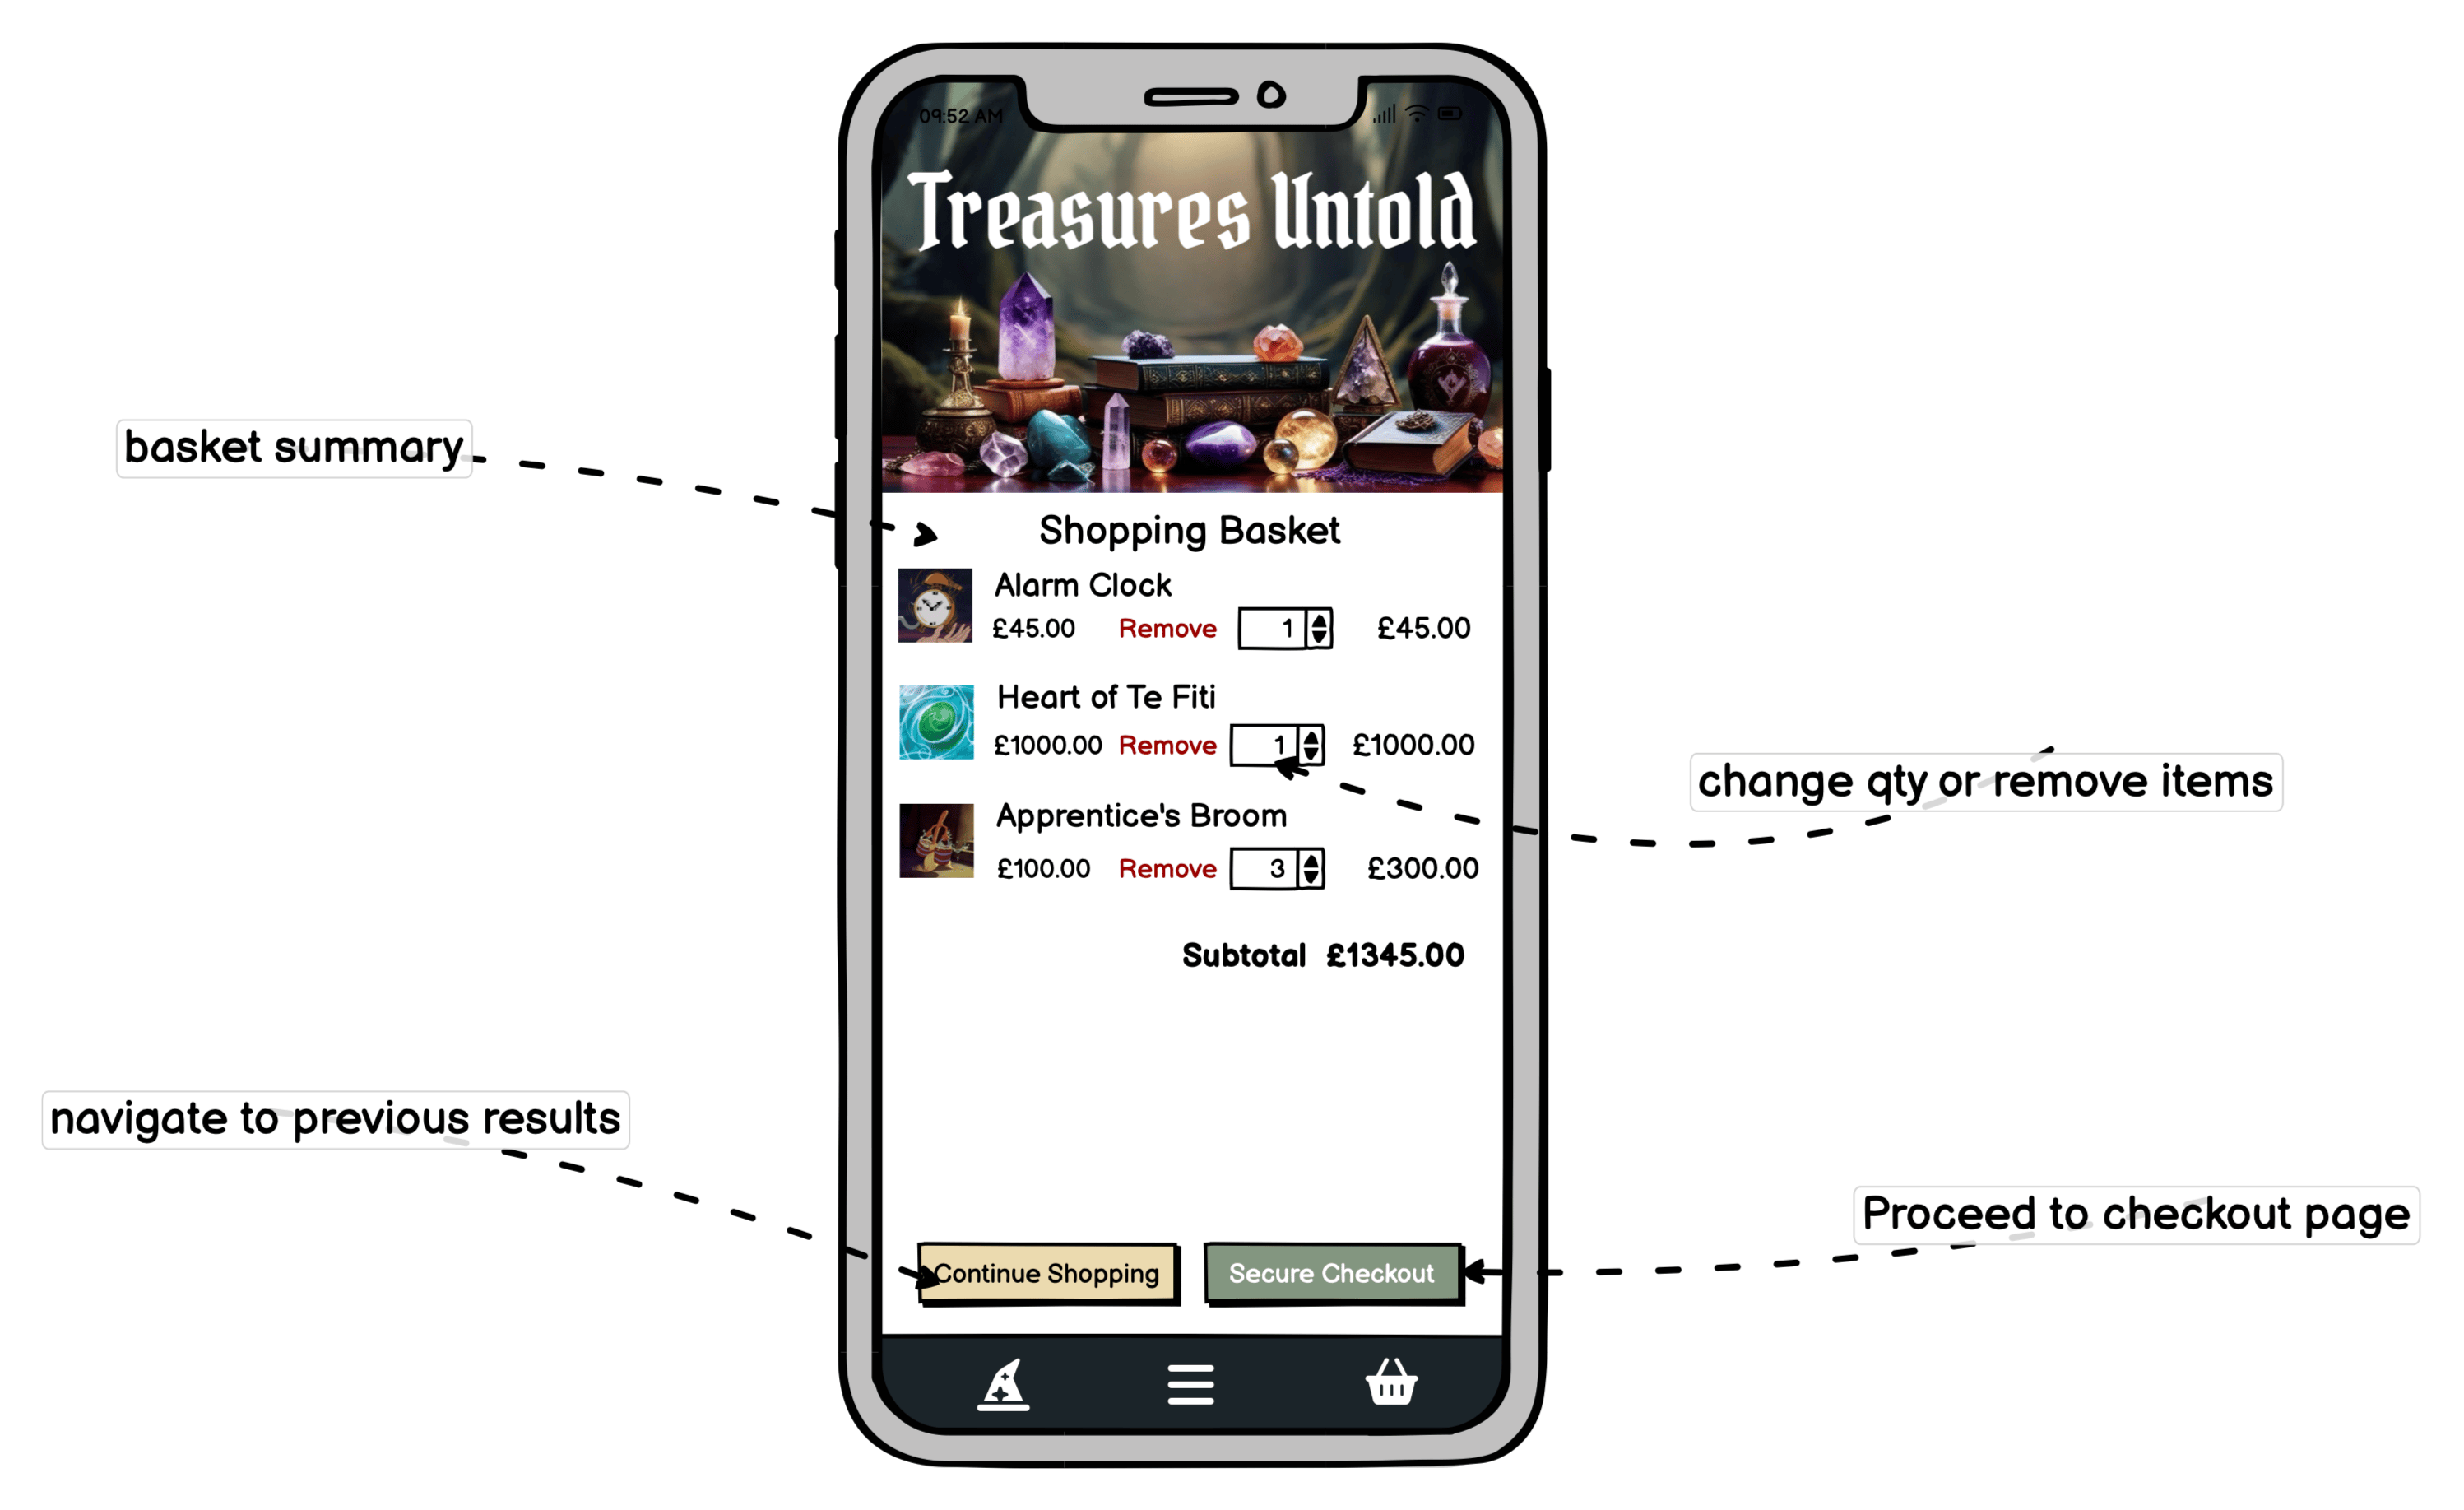 09:52 AM
Treasures Untold
basket summary
Shopping Basket
Alarm Clock
£45.00 Remove 1 £45.00
Heart of Te Fiti
£1000.00 Remove 1 £1000.00
change qty or remove items
Apprentice's Broom
£100.00 Remove 3 £300.00
Subtotal £1345.00
navigate to previous results
Proceed to checkout page
Continue Shopping
Secure Checkout